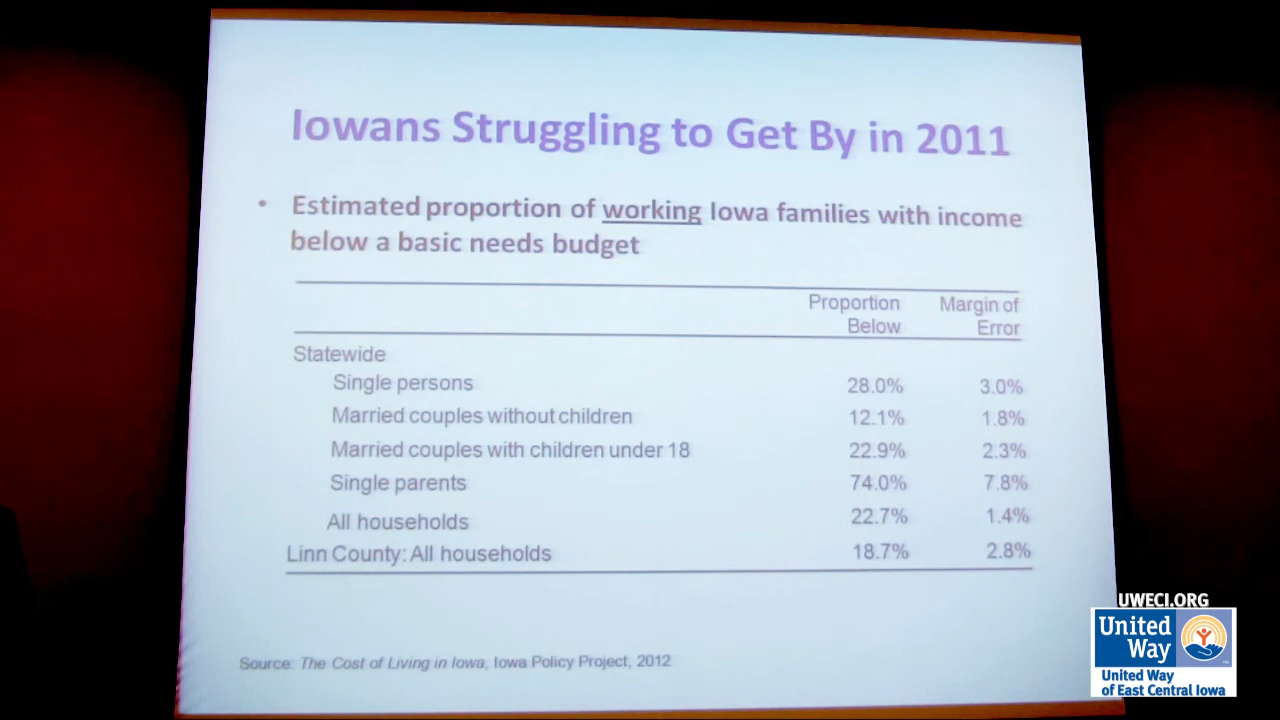 Iowans Struggling to Get By in 2011
• Estimated proportion of working Iowa families with income
below a basic needs budget
Proportion Below Margin of Error
Statewide
Single persons 28.0% 3.0%
Married couples without children 12.1% 1.8%
Married couples with children under 18 22.9% 2.3%
Single parents 74.0% 7.8%
All households 22.7% 1.4%
Linn County: All households 18.7% 2.8%
Source: The Cost of Living in Iowa, Iowa Policy Project, 2012
UWECI.ORG
United
Way
United Way
of East Central Iowa